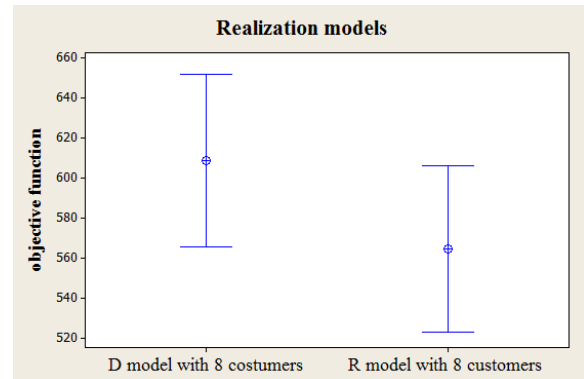 Realization models
objective function
660
640
620
600
580
560
540
520
D model with 8 costumers
R model with 8 customers